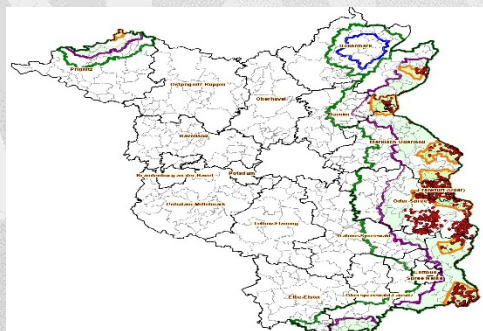 Prignitz
Uckermark
Ostprignitz-Ruppin
Oberhavel
Barnim
Havelland
Märkisch-Oderland
Brandenburg an der Havel
Potsdam
Frankfurt (Oder)
Oder-Spree
Potsdam-Mittelmark
Teltow-Fläming
Dahme-Spreewald
Spree-Neiße
Elbe-Elster
Oberspreewald-Lausitz